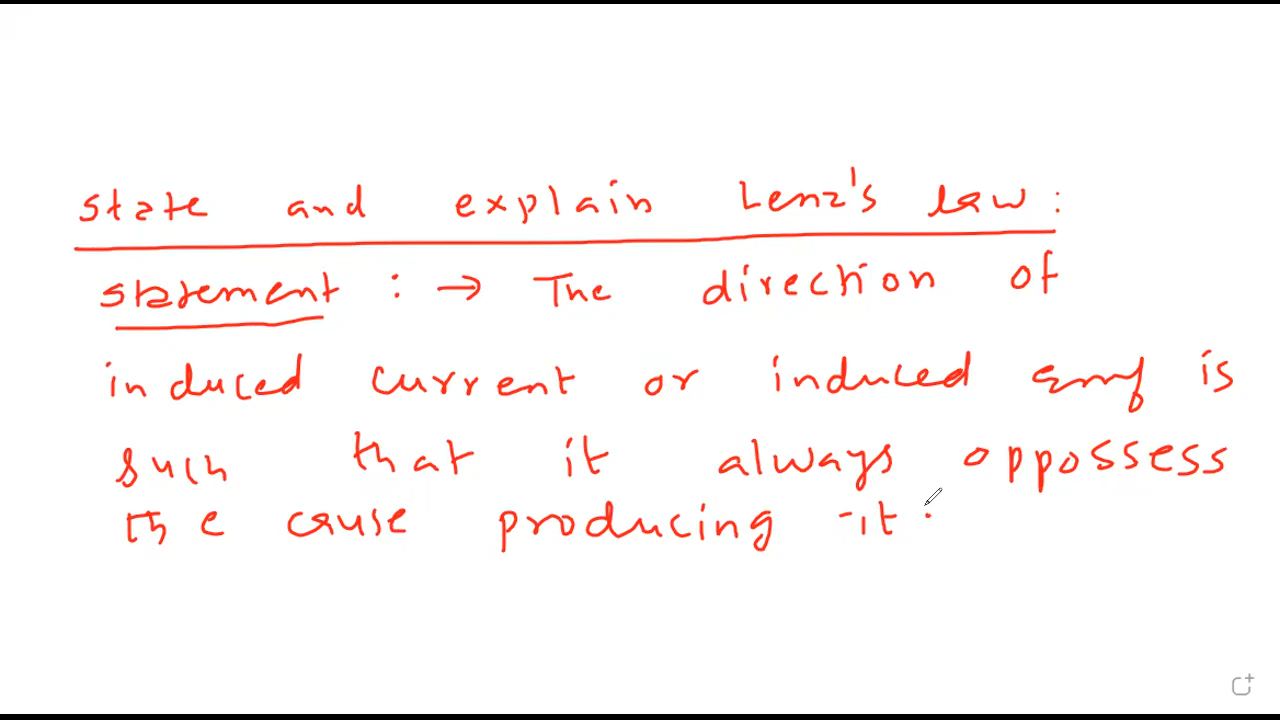 state and explain Lenz's law :
statement : → The direction of
induced current or induced emf is
such that it always oppossess
the cause producing it .